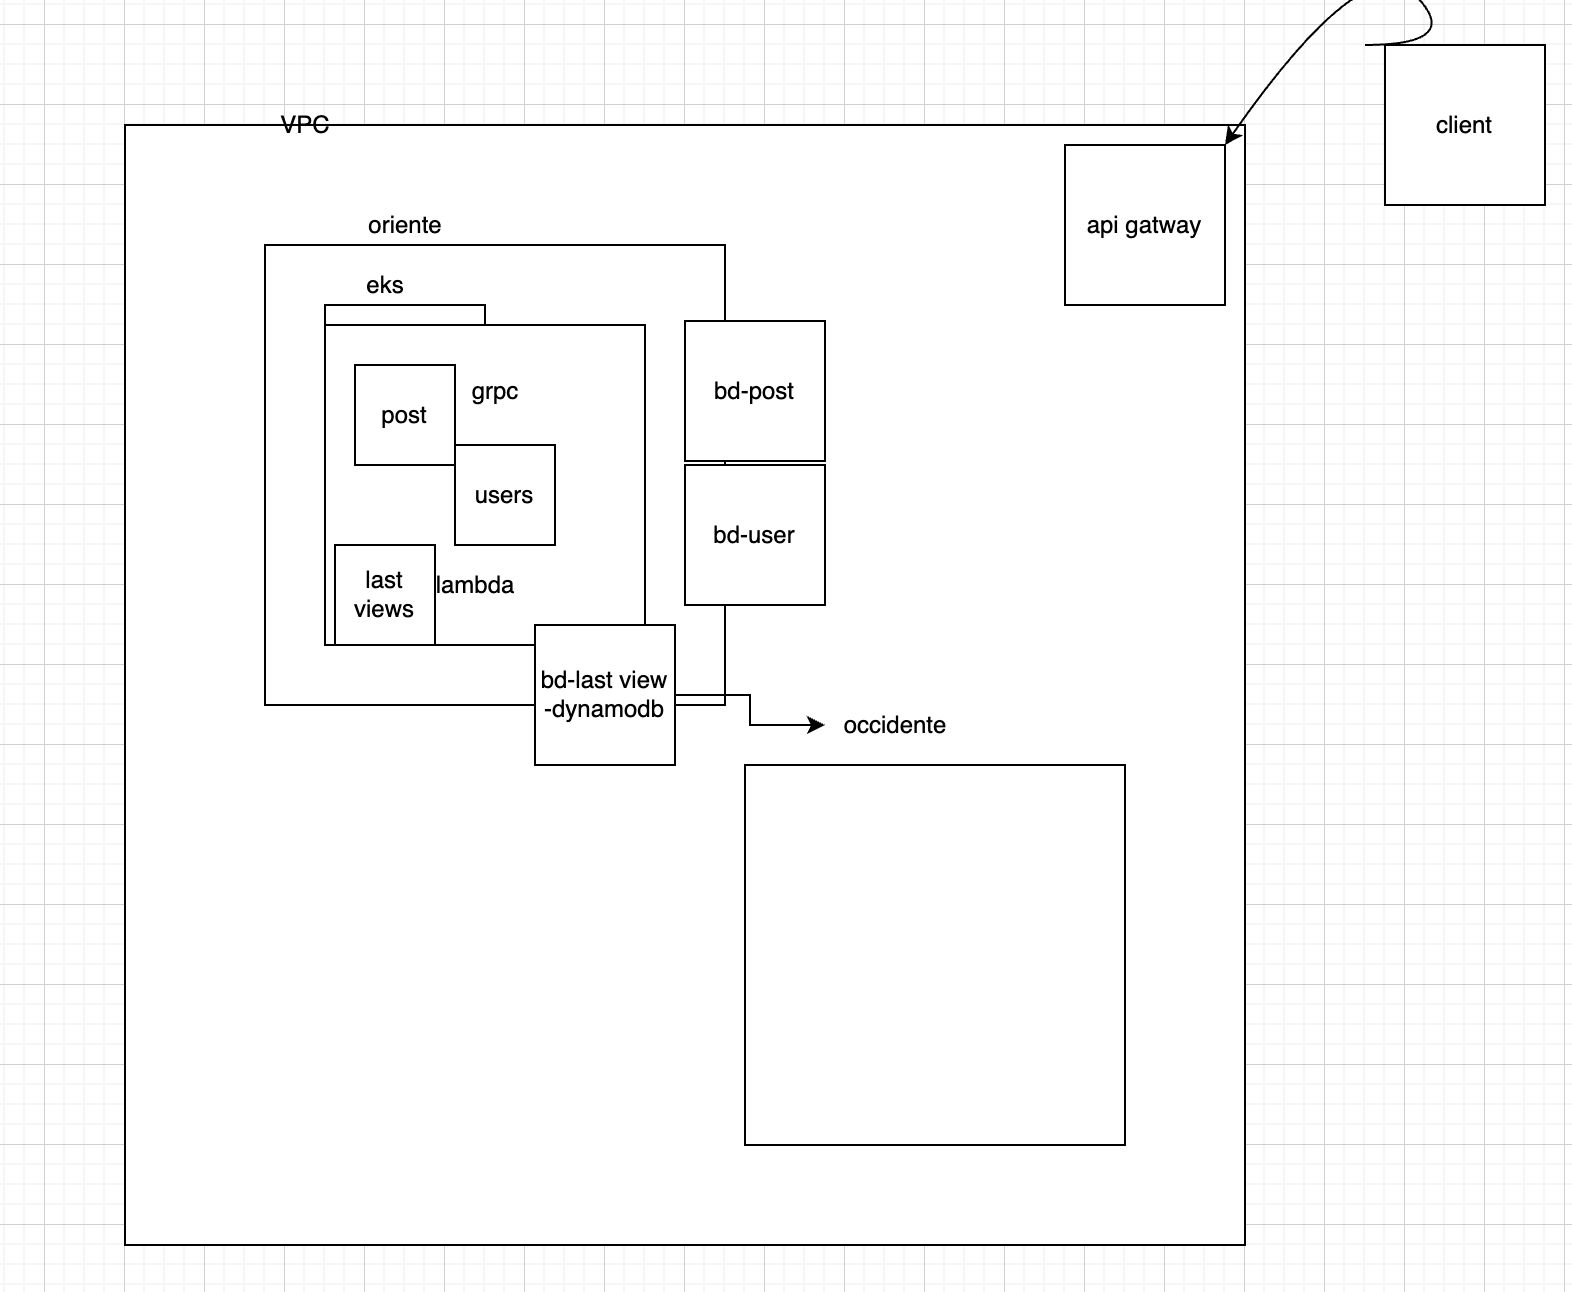 VPC
client
api gatway
oriente
eks
post
grpc
bd-post
users
bd-user
last
views
lambda
bd-last view
-dynamodb
occidente